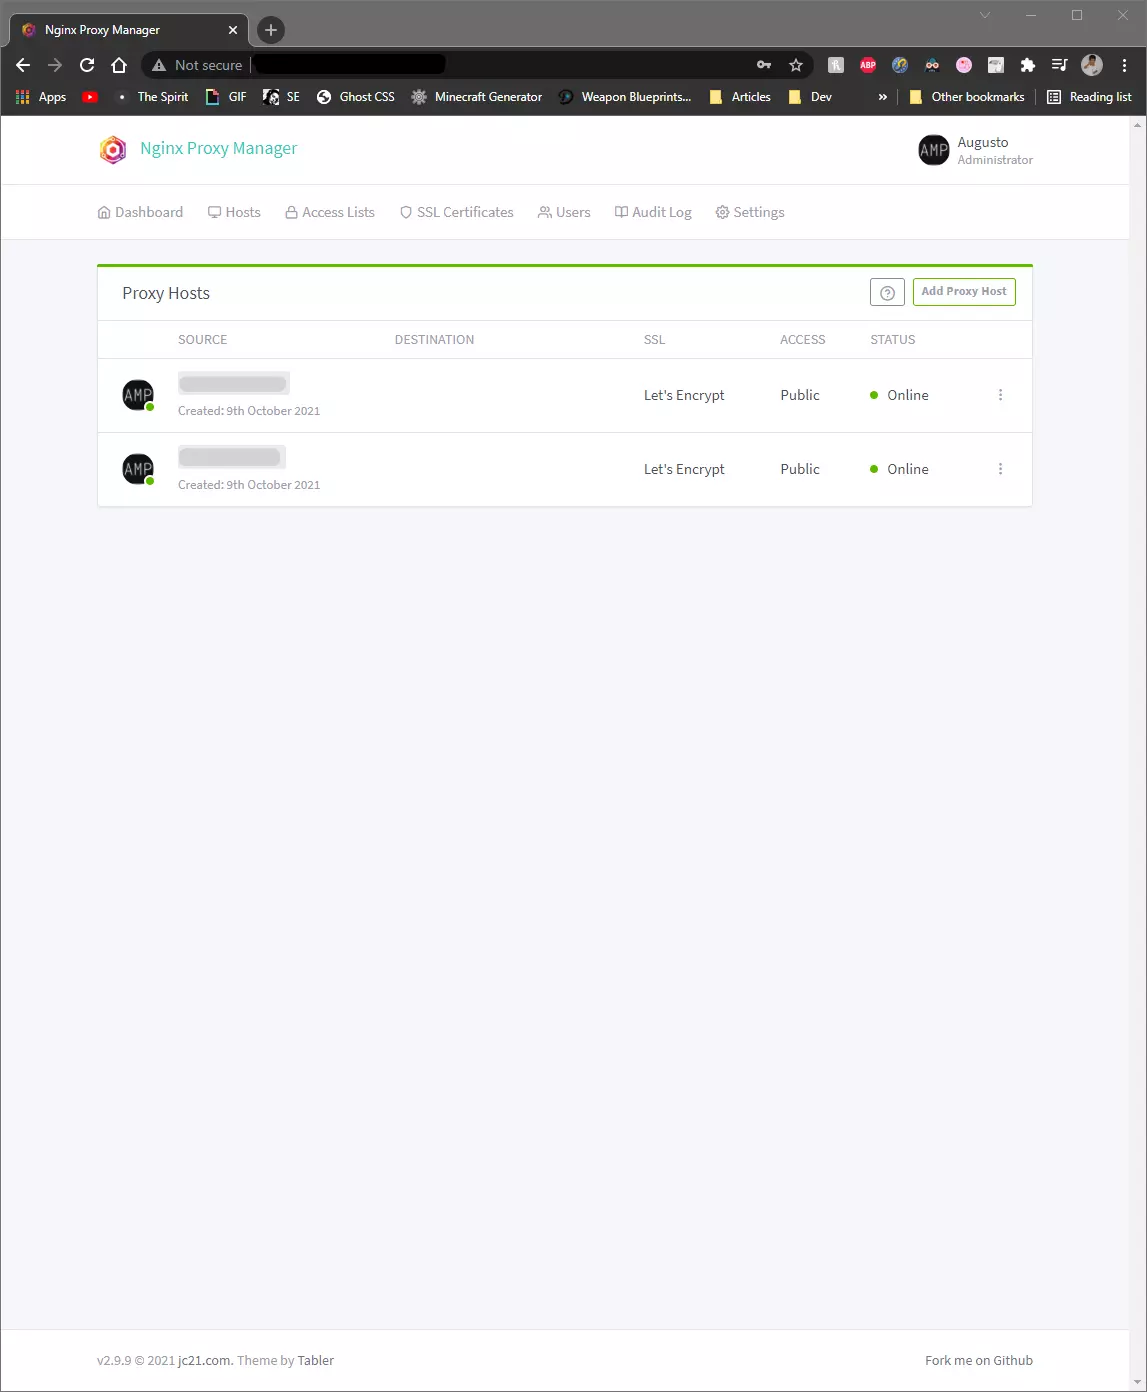 Nginx Proxy Manager
Not secure
ABP
Apps The Spirit GIF SE Ghost CSS Minecraft Generator Weapon Blueprints... Articles Dev » Other bookmarks Reading list
Nginx Proxy Manager
AMP
Augusto
Administrator
Dashboard Hosts Access Lists SSL Certificates Users Audit Log Settings
Proxy Hosts Add Proxy Host
SOURCE DESTINATION SSL ACCESS STATUS
AMP Let's Encrypt Public Online
Created: 9th October 2021
AMP Let's Encrypt Public Online
Created: 9th October 2021
v2.9.9 © 2021 jc21.com. Theme by Tabler Fork me on Github